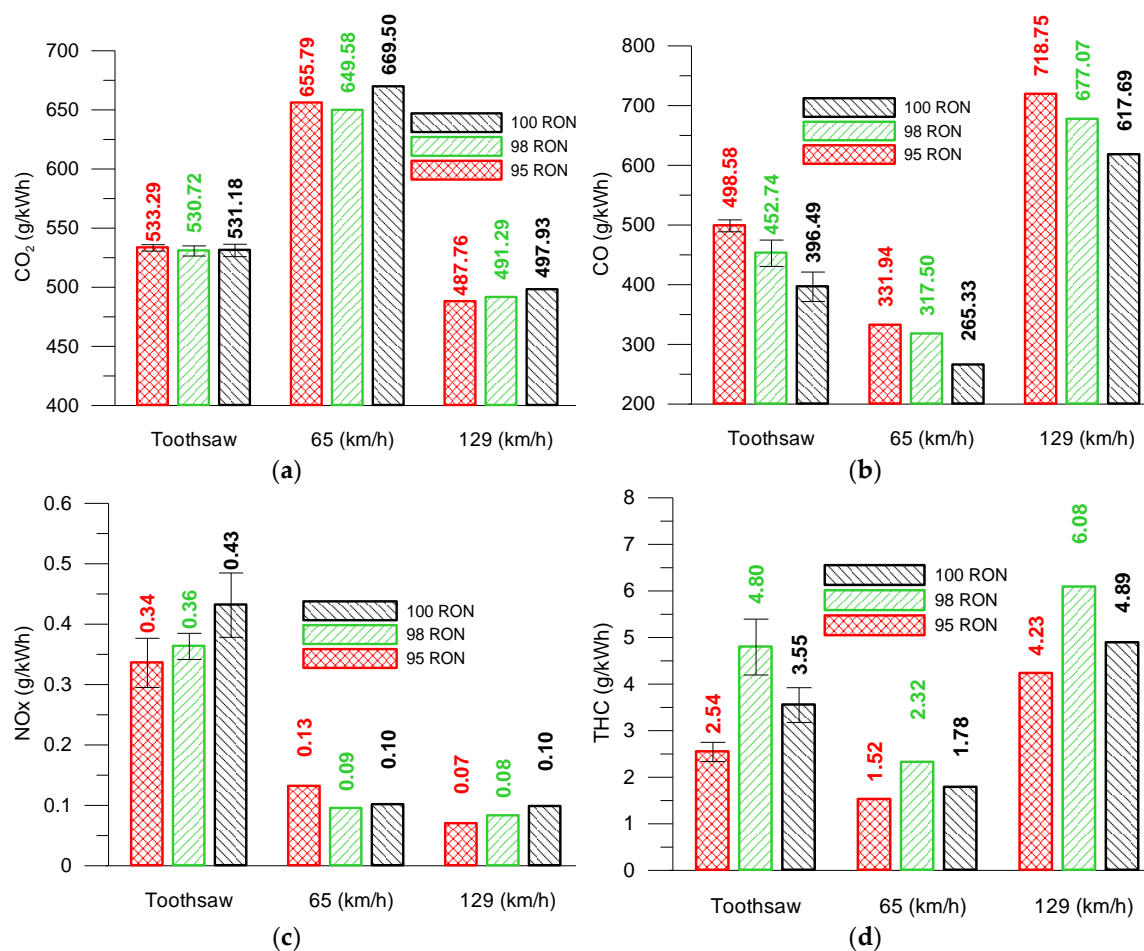 700
650
600
550
500
450
400
CO₂ (g/kWh)
533.29
530.72
531.18
655.79
649.58
669.50
487.76
491.29
497.93
100 RON
98 RON
95 RON
Toothsaw 65 (km/h) 129 (km/h)
(a)
800
700
600
500
400
300
200
CO (g/kWh)
498.58
452.74
396.49
331.94
317.50
265.33
718.75
677.07
617.69
100 RON
98 RON
95 RON
Toothsaw 65 (km/h) 129 (km/h)
(b)
0.6
0.5
0.4
0.3
0.2
0.1
0
NOx (g/kWh)
0.34
0.36
0.43
0.13
0.09
0.10
0.07
0.08
0.10
100 RON
98 RON
95 RON
Toothsaw 65 (km/h) 129 (km/h)
(c)
8
7
6
5
4
3
2
1
0
THC (g/kWh)
2.54
4.80
3.55
1.52
2.32
1.78
4.23
6.08
4.89
100 RON
98 RON
95 RON
Toothsaw 65 (km/h) 129 (km/h)
(d)